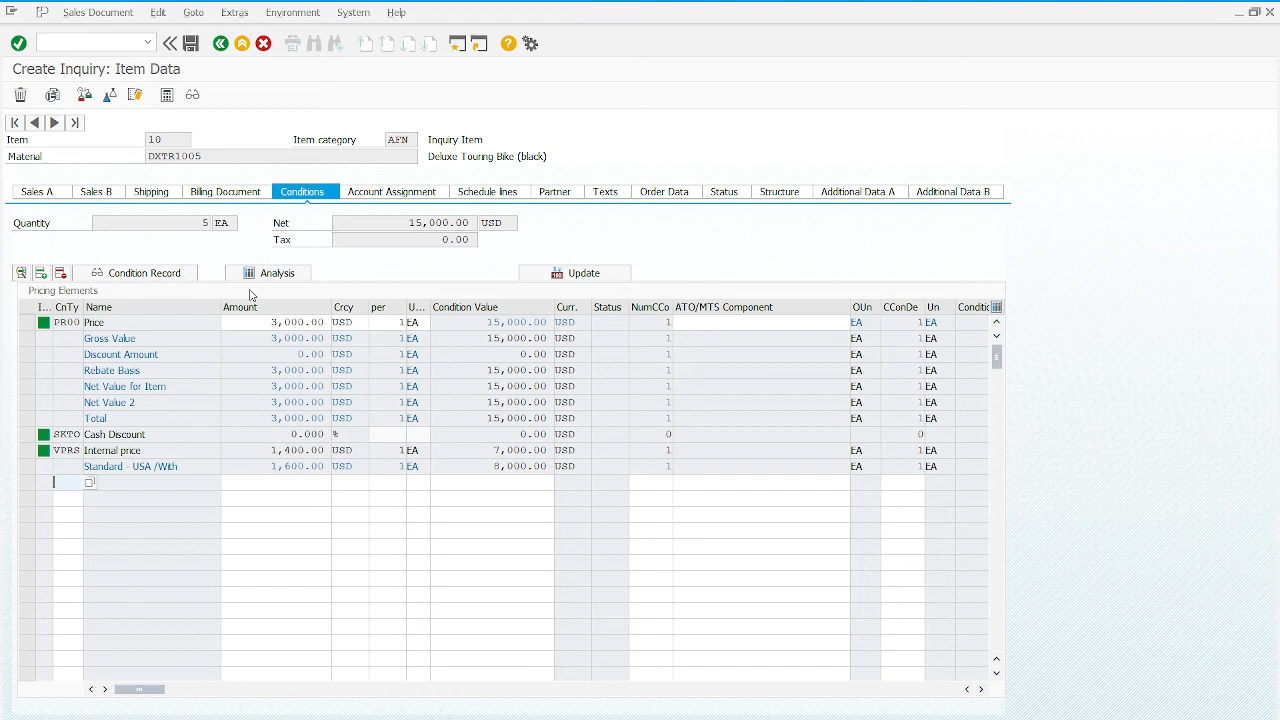 Sales Document Edit Goto Extras Environment System Help
Create Inquiry: Item Data
Item 10 Item category AFN Inquiry Item
Material DXTR1005 Deluxe Touring Bike (black)
Sales A Sales B Shipping Billing Document Conditions Account Assignment Schedule lines Partner Texts Order Data Status Structure Additional Data A Additional Data B
Quantity 5 EA Net 15,000.00 USD
Tax 0.00
Condition Record Analysis Update
Pricing Elements
I... CnTy Name Amount Crcy per U... Condition Value Curr. Status NumCCo ATO/MTS Component OUn CConDe Un Conditic
PR00 Price 3,000.00 USD 1 EA 15,000.00 USD 1 EA 1 EA
Gross Value 3,000.00 USD 1 EA 15,000.00 USD 1 EA 1 EA
Discount Amount 0.00 USD 1 EA 0.00 USD 1 EA 1 EA
Rebate Basis 3,000.00 USD 1 EA 15,000.00 USD 1 EA 1 EA
Net Value for Item 3,000.00 USD 1 EA 15,000.00 USD 1 EA 1 EA
Net Value 2 3,000.00 USD 1 EA 15,000.00 USD 1 EA 1 EA
Total 3,000.00 USD 1 EA 15,000.00 USD 1 EA 1 EA
SKTO Cash Discount 0.000 % 0.00 USD 0 0
VPRS Internal price 1,400.00 USD 1 EA 7,000.00 USD 1 EA 1 EA
Standard - USA /With 1,600.00 USD 1 EA 8,000.00 USD 1 EA 1 EA